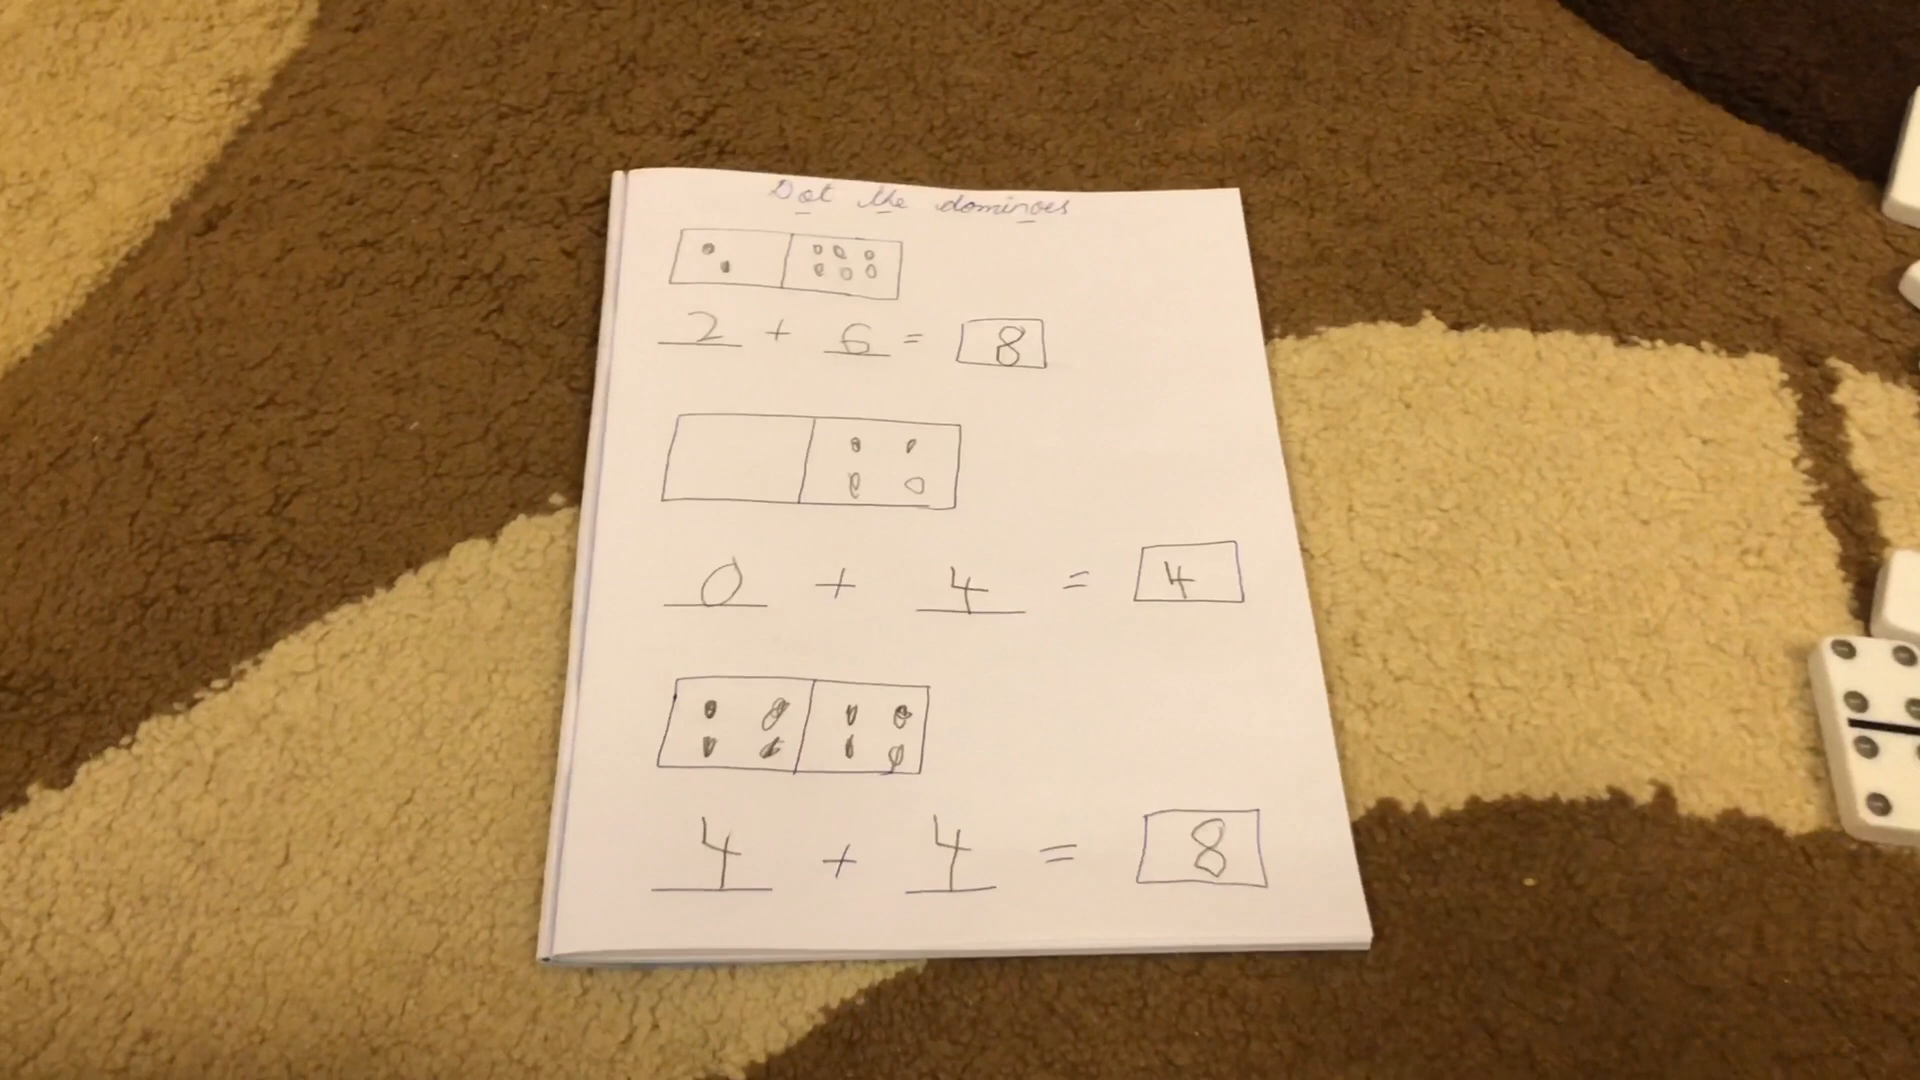 Dot the dominoes
2 + 6 = 8
0 + 4 = 4
4 + 4 = 8